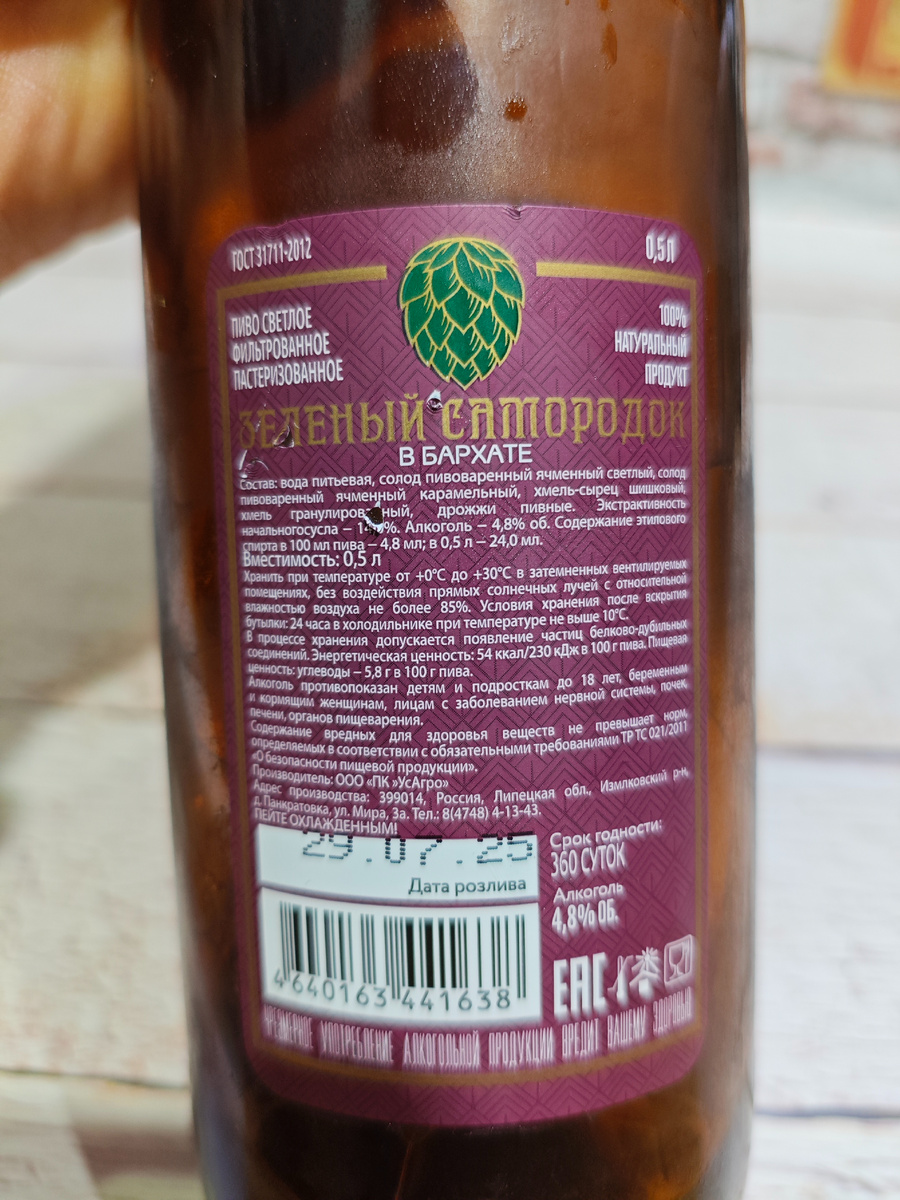 ГОСТ 31711-2012
0,5 л
ПИВО СВЕТЛОЕ
ФИЛЬТРОВАННОЕ
ПАСТЕРИЗОВАННОЕ
100%
НАТУРАЛЬНЫЙ
ПРОДУКТ
ЗЕЛЕНЫЙ САМОРОДОК
В БАРХАТЕ
Состав: вода питьевая, солод пивоваренный ячменный светлый, солод
пивоваренный ячменный карамельный, хмель-сырец шишковый,
хмель гранулированный, дрожжи пивные. Экстрактивность
начальногосусла – %. Алкоголь – 4,8% об. Содержание этилового
спирта в 100 мл пива – 4,8 мл; в 0,5 л – 24,0 мл.
Вместимость: 0,5 л
Хранить при температуре от +0°С до +30°С в затемненных вентилируемых
помещениях, без воздействия прямых солнечных лучей с относительной
влажностью воздуха не более 85%. Условия хранения после вскрытия
бутылки: 24 часа в холодильнике при температуре не выше 10°С.
В процессе хранения допускается появление частиц белково-дубильных
соединений. Энергетическая ценность: 54 ккал/230 кДж в 100 г пива. Пищевая
ценность: углеводы – 5,8 г в 100 г пива.
Алкоголь противопоказан детям и подросткам до 18 лет, беременным
и кормящим женщинам, лицам с заболеванием нервной системы, почек,
печени, органов пищеварения.
Содержание вредных для здоровья веществ не превышает норм,
определяемых в соответствии с обязательными требованиями ТР ТС 021/2011
«О безопасности пищевой продукции».
Производитель: ООО «ПК »УсАгро»
Адрес производства: 399014, Россия, Липецкая обл., Измлковский р-н,
д. Панкратовка, ул. Мира, 3а. Тел.: 8(4748) 4-13-43.
ПЕЙТЕ ОХЛАЖДЕННЫМ!
29.07.25
Дата розлива
Срок годности:
360 СУТОК
Алкоголь
4,8% ОБ.
4 640163 441638
ЕАС
ЧРЕЗМЕРНОЕ УПОТРЕБЛЕНИЕ АЛКОГОЛЬНОЙ ПРОДУКЦИИ ВРЕДИТ ВАШЕМУ ЗДОРОВЬЮ